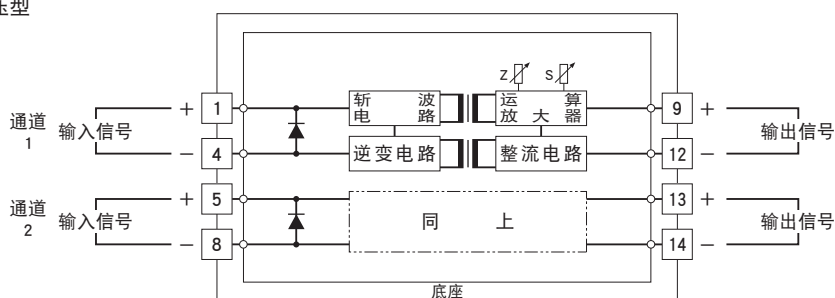 压型
Z S
通道
1
输入信号
+ 1
斩 波
电 路
运 算
放 大 器
9 +
输出信号
- 4
逆变电路
整流电路
12 -
通道
2
输入信号
+ 5
同 上
13 +
输出信号
- 8
14 -
底座